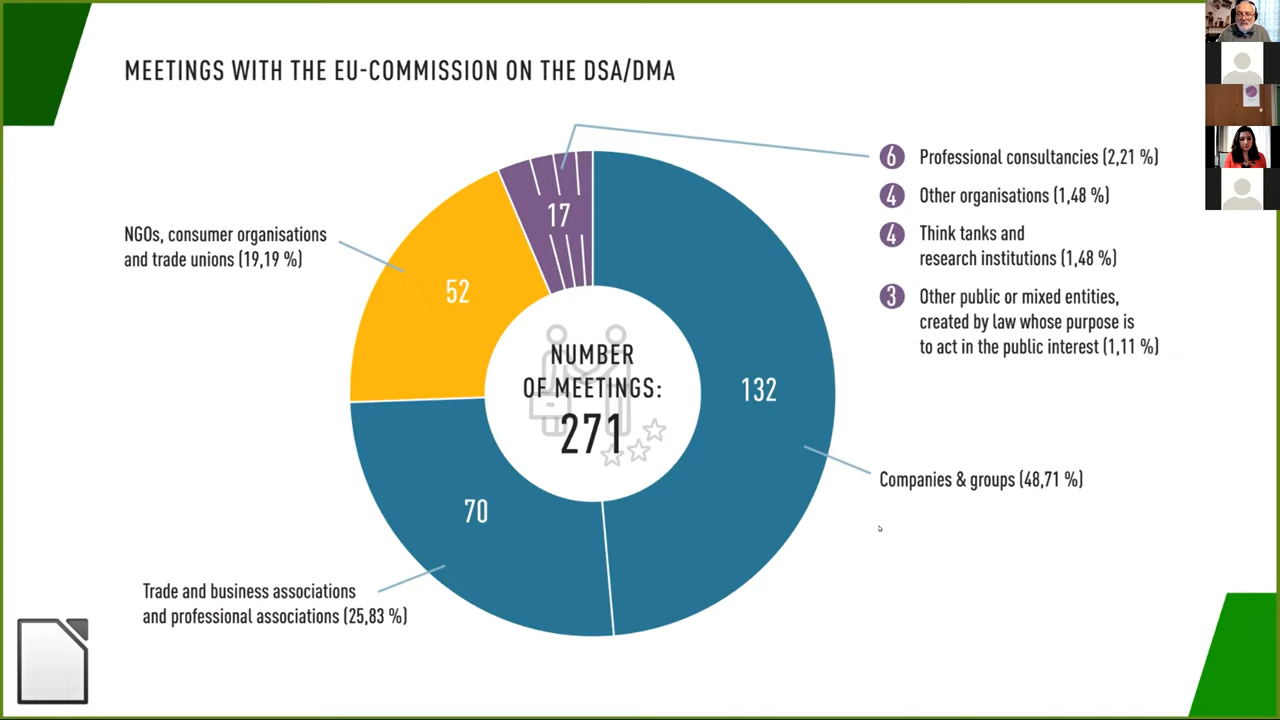 MEETINGS WITH THE EU-COMMISSION ON THE DSA/DMA
6 Professional consultancies (2,21 %)
4 Other organisations (1,48 %)
4 Think tanks and
research institutions (1,48 %)
3 Other public or mixed entities,
created by law whose purpose is
to act in the public interest (1,11 %)
17
NGOs, consumer organisations
and trade unions (19,19 %)
52
NUMBER
OF MEETINGS:
271
132
Companies & groups (48,71 %)
70
Trade and business associations
and professional associations (25,83 %)